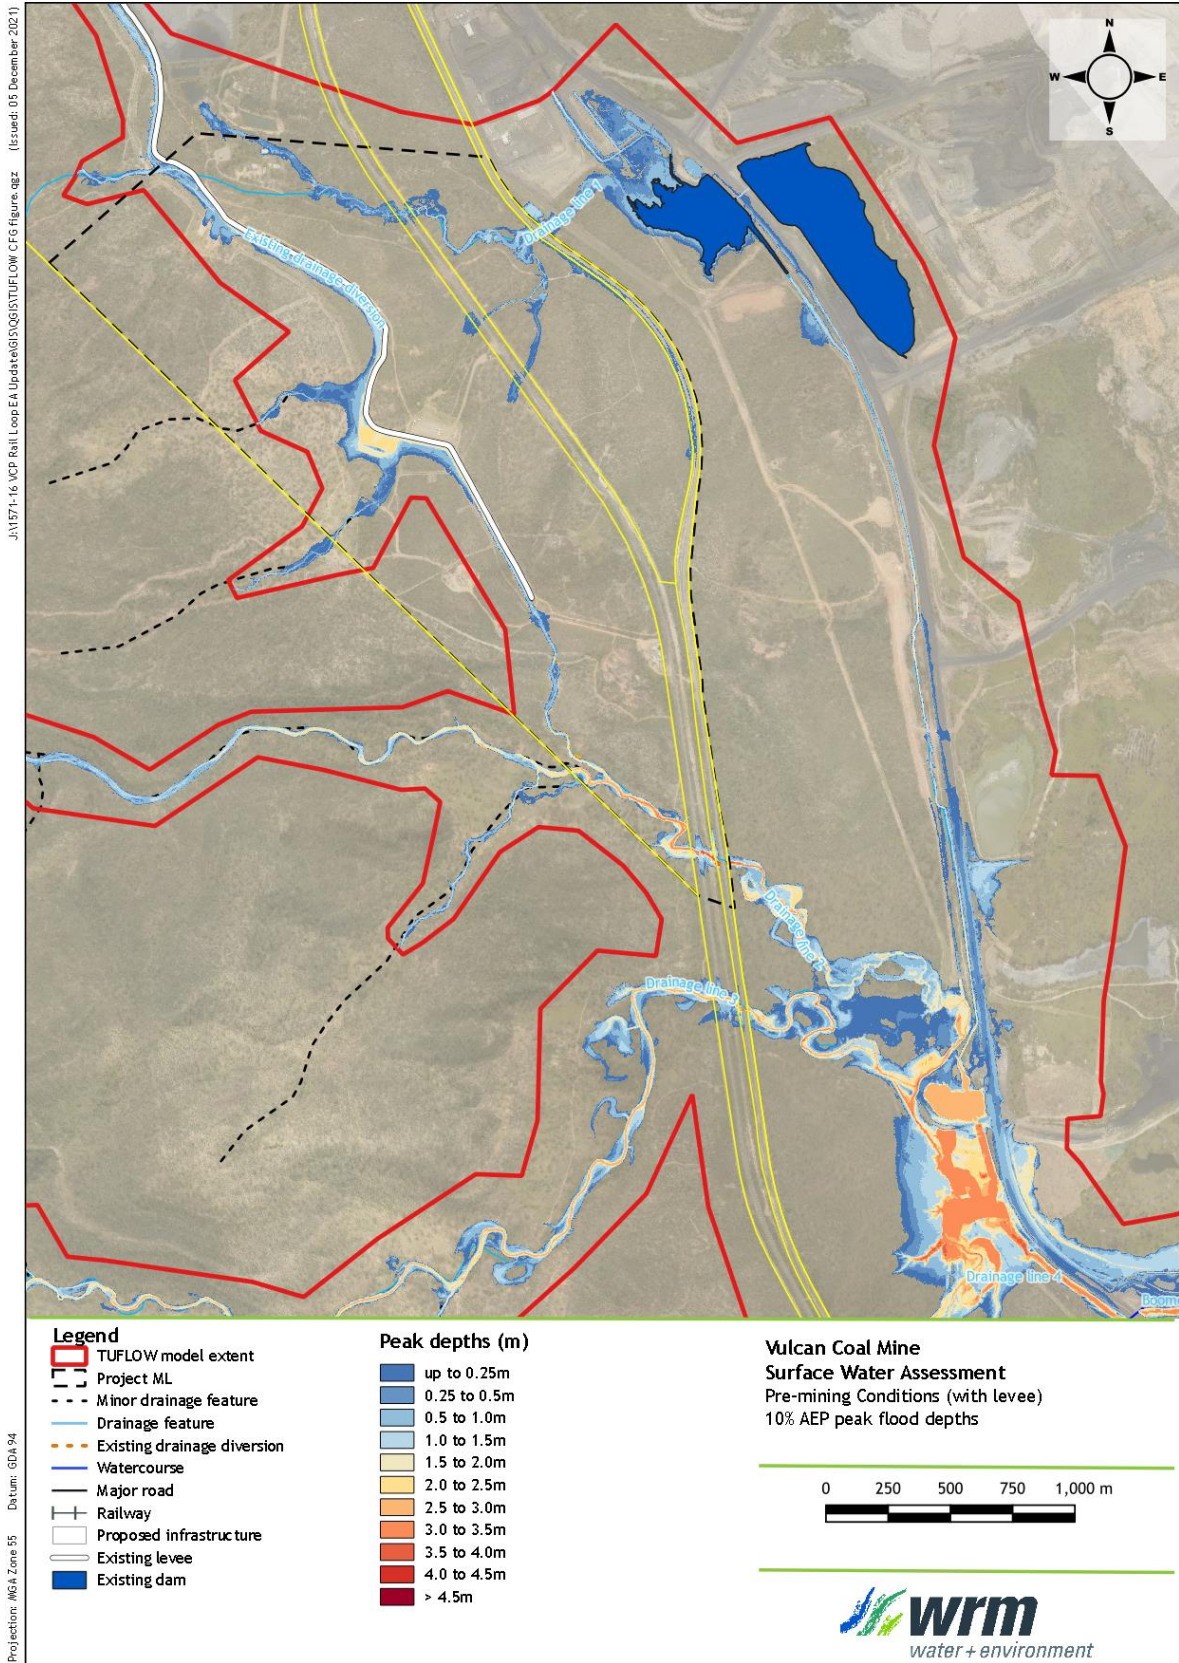 J:\1571-16 VCP Rail Loop EA Update\GIS\QGIS\TUFLOW CFG figure.qgz (Issued: 05 December 2021)
N
W E
S
Drainage line 1
Existing drainage diversion
Drainage line 2
Drainage line 3
Drainage line 4
Boom
Projection: MGA Zone 55 Datum: GDA 94
Legend
TUFLOW model extent
Project ML
Minor drainage feature
Drainage feature
Existing drainage diversion
Watercourse
Major road
Railway
Proposed infrastructure
Existing levee
Existing dam
Peak depths (m)
up to 0.25m
0.25 to 0.5m
0.5 to 1.0m
1.0 to 1.5m
1.5 to 2.0m
2.0 to 2.5m
2.5 to 3.0m
3.0 to 3.5m
3.5 to 4.0m
4.0 to 4.5m
> 4.5m
Vulcan Coal Mine
Surface Water Assessment
Pre-mining Conditions (with levee)
10% AEP peak flood depths
0 250 500 750 1,000 m
wrm
water + environment